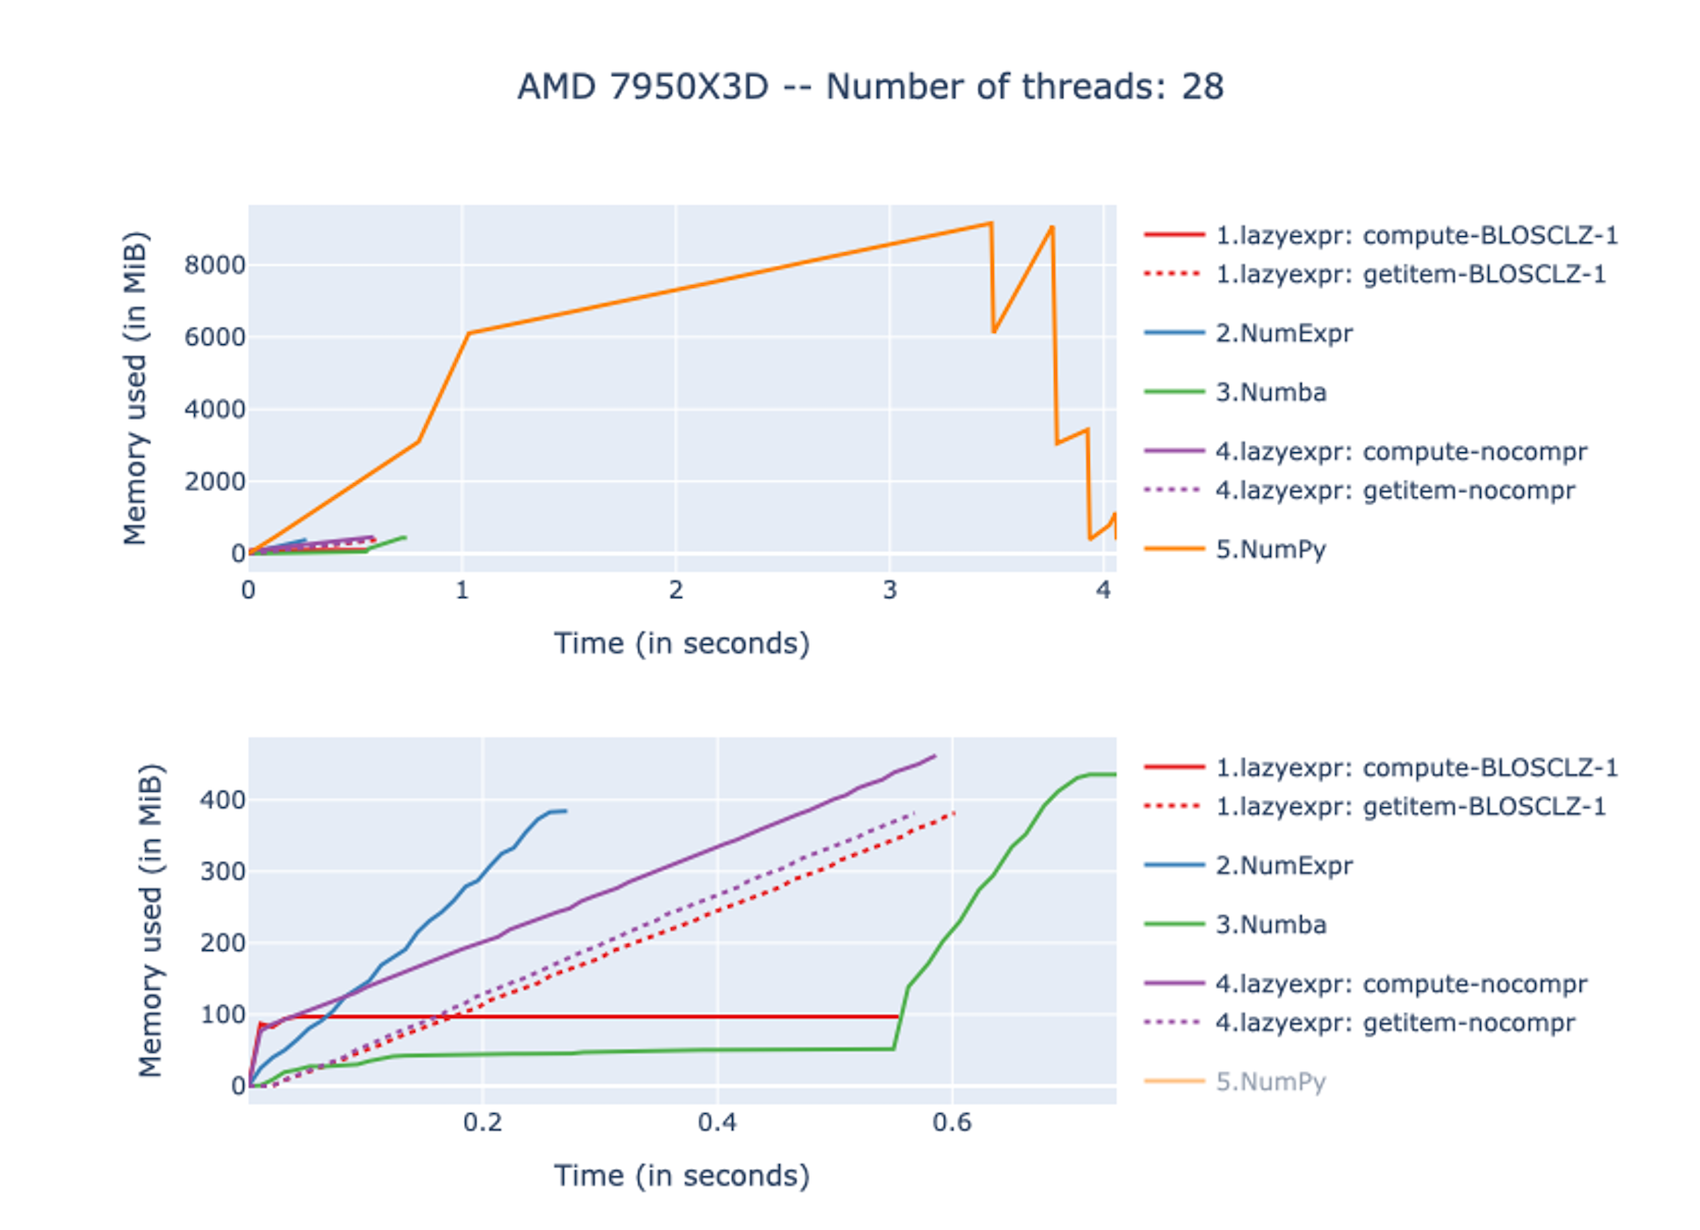 AMD 7950X3D -- Number of threads: 28
Memory used (in MiB)
8000
6000
4000
2000
0
0 1 2 3 4
Time (in seconds)
1.lazyexpr: compute-BLOSCLZ-1
1.lazyexpr: getitem-BLOSCLZ-1
2.NumExpr
3.Numba
4.lazyexpr: compute-nocompr
4.lazyexpr: getitem-nocompr
5.NumPy
Memory used (in MiB)
400
300
200
100
0
0.2 0.4 0.6
Time (in seconds)
1.lazyexpr: compute-BLOSCLZ-1
1.lazyexpr: getitem-BLOSCLZ-1
2.NumExpr
3.Numba
4.lazyexpr: compute-nocompr
4.lazyexpr: getitem-nocompr
5.NumPy